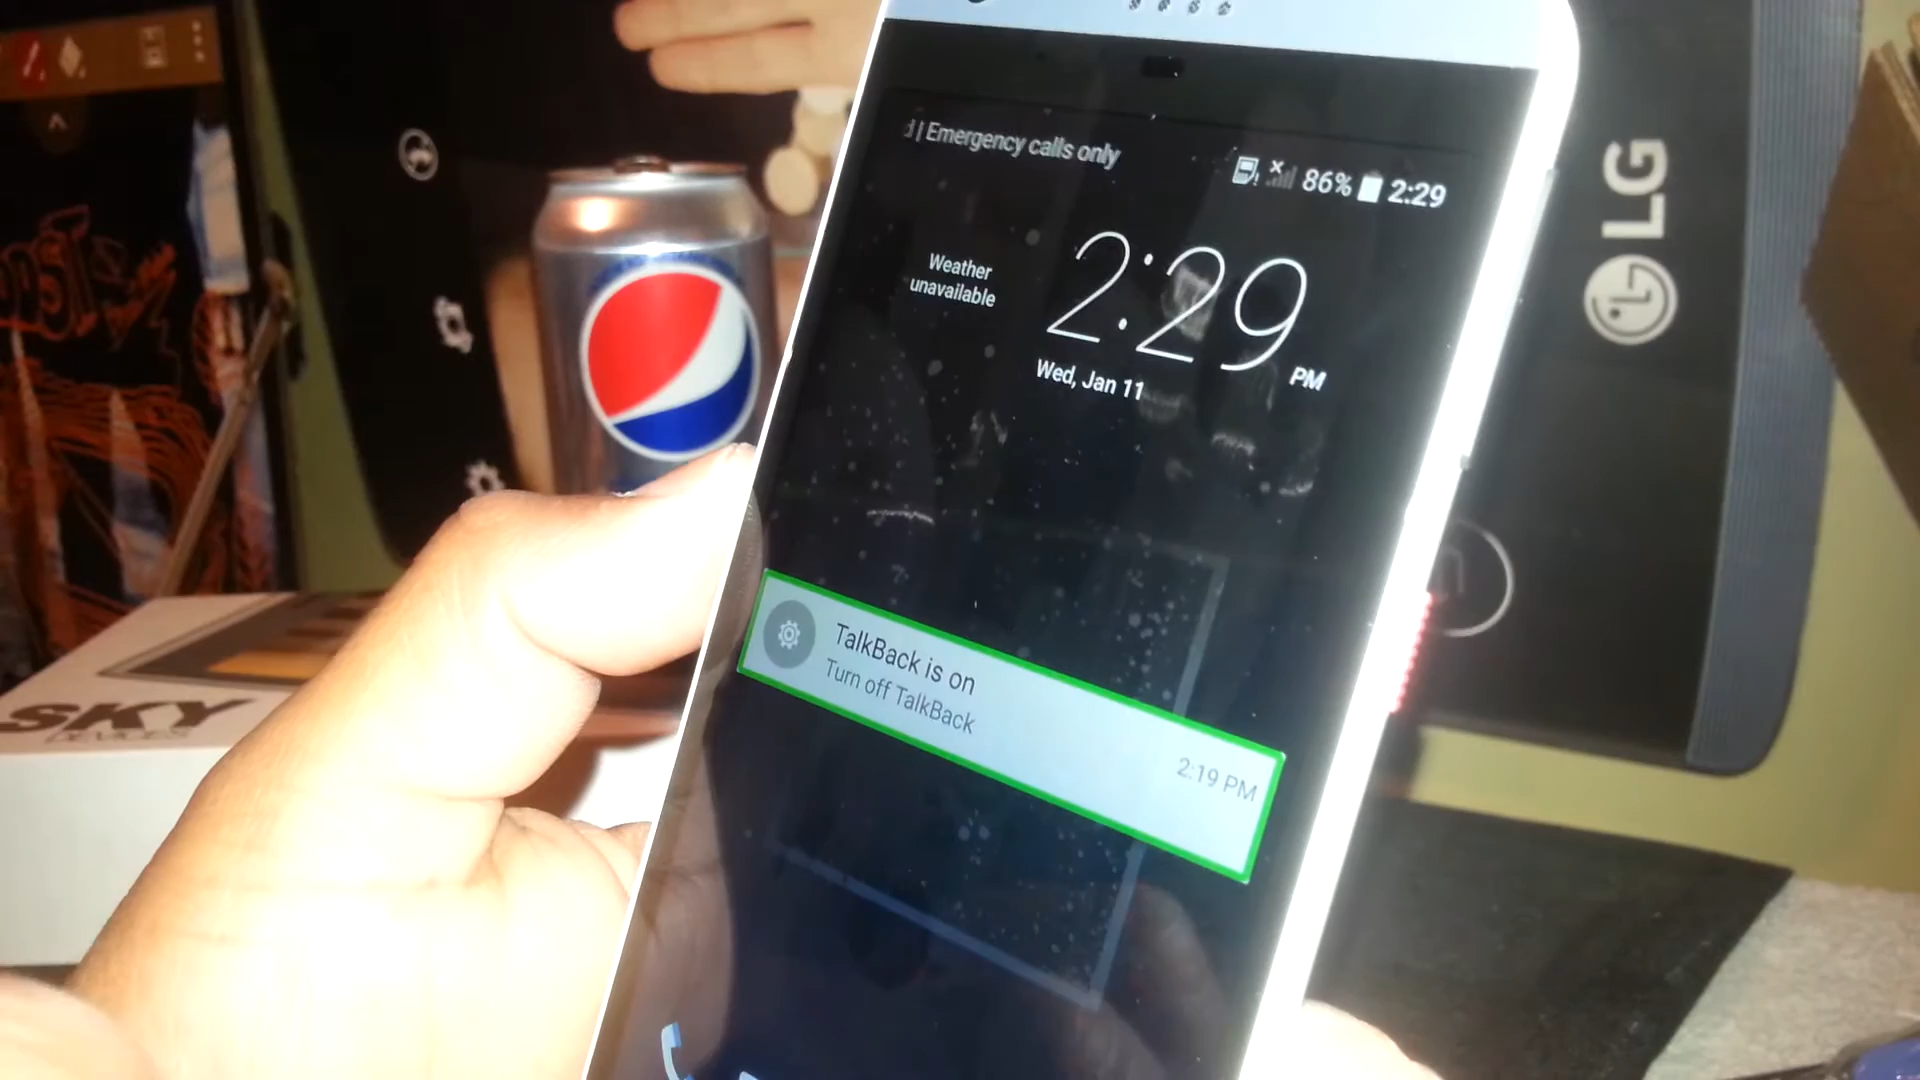 d | Emergency calls only
86% 2:29
Weather
unavailable
2:29 PM
Wed, Jan 11
TalkBack is on
Turn off TalkBack
2:19 PM
LG
SKY
DEVICES